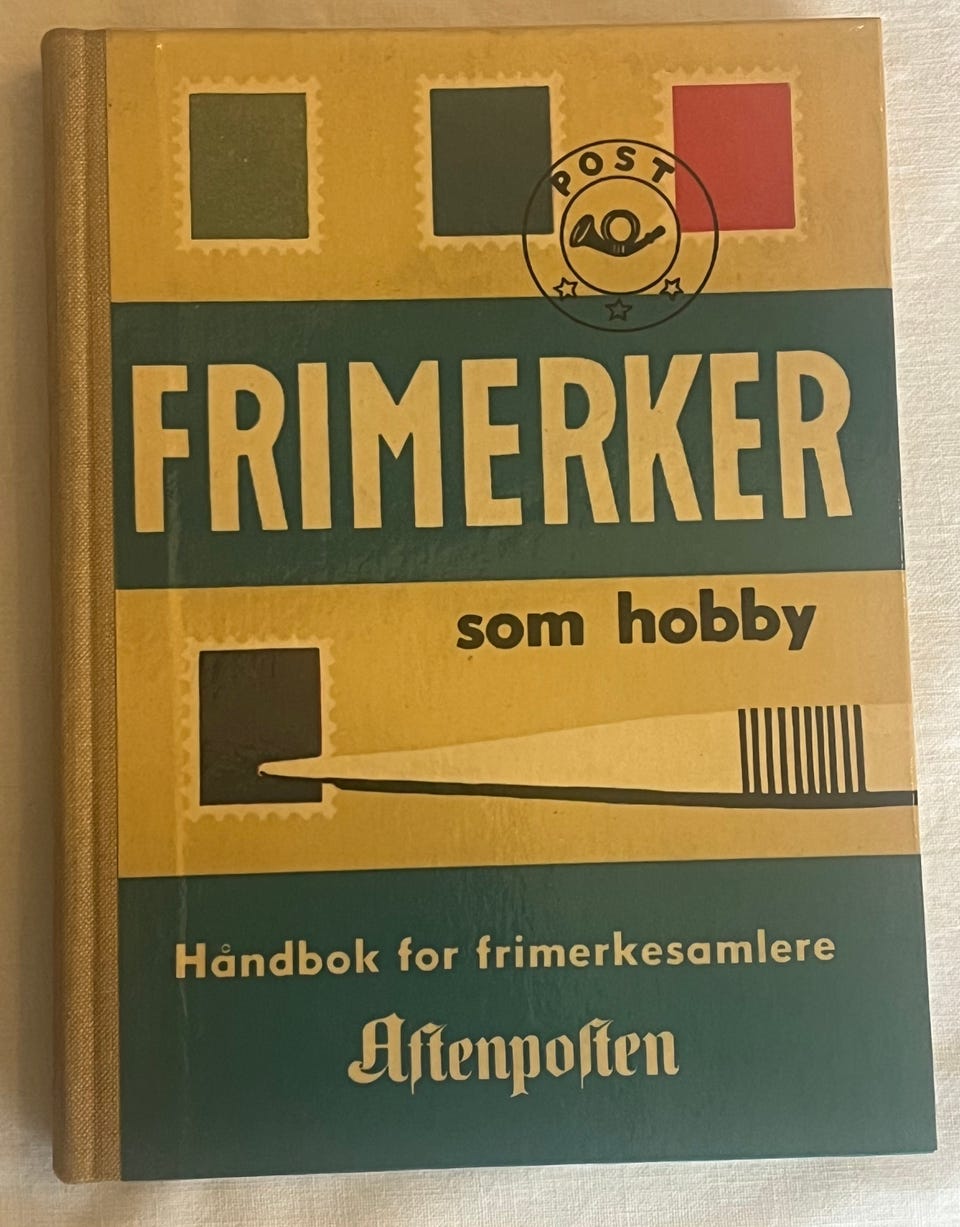 POST
FRIMERKER
som hobby
Håndbok for frimerkesamlere
Aftenposten